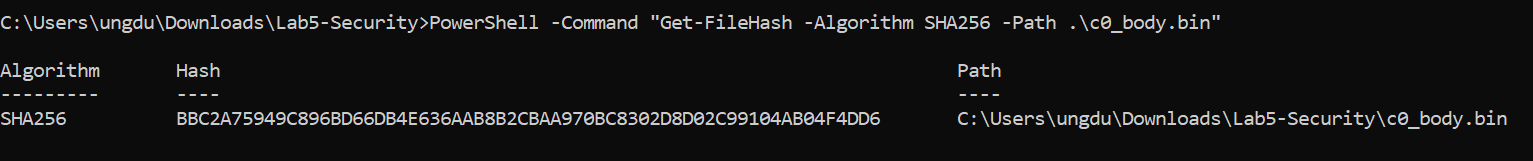 C:\Users\ungdu\Downloads\Lab5-Security>PowerShell -Command "Get-FileHash -Algorithm SHA256 -Path .\c0_body.bin"
Algorithm       Hash                                                                   Path
---------       ----                                                                   ----
SHA256          BBC2A75949C896BD66DB4E636AAB8B2CBAA970BC8302D8D02C99104AB04F4DD6       C:\Users\ungdu\Downloads\Lab5-Security\c0_body.bin